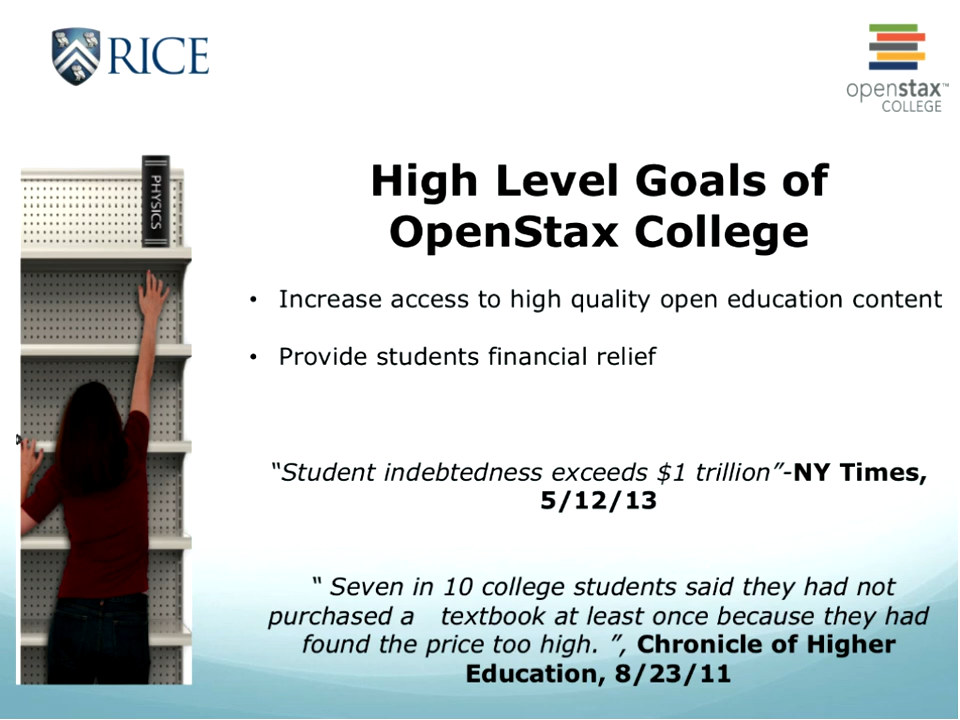 RICE
openstax™
COLLEGE
PHYSICS
High Level Goals of
OpenStax College
• Increase access to high quality open education content
• Provide students financial relief
“Student indebtedness exceeds $1 trillion”-NY Times,
5/12/13
“ Seven in 10 college students said they had not
purchased a   textbook at least once because they had
found the price too high. ”, Chronicle of Higher
Education, 8/23/11